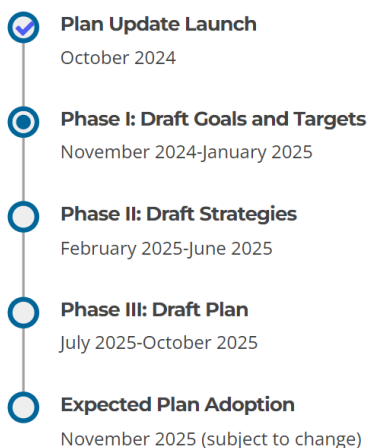 Plan Update Launch
October 2024
Phase I: Draft Goals and Targets
November 2024-January 2025
Phase II: Draft Strategies
February 2025-June 2025
Phase III: Draft Plan
July 2025-October 2025
Expected Plan Adoption
November 2025 (subject to change)